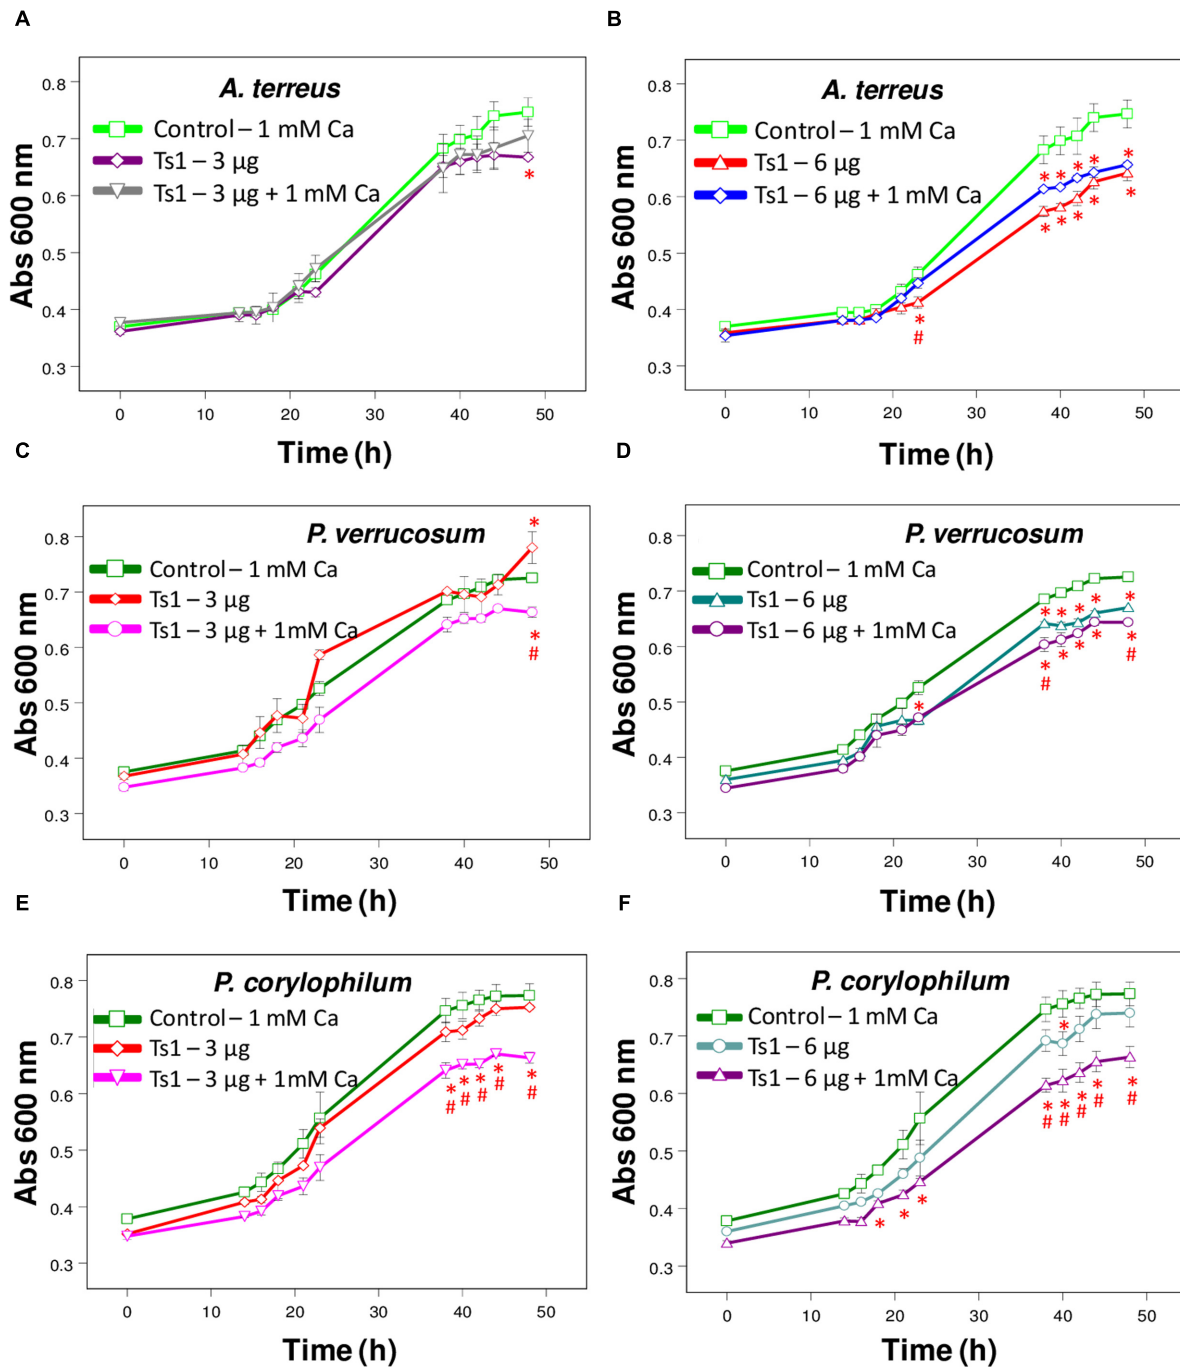 A
A. terreus
Control – 1 mM Ca
Ts1 – 3 µg
Ts1 – 3 µg + 1 mM Ca
Abs 600 nm
0.8
0.7
0.6
0.5
0.4
0.3
*
0 10 20 30 40 50
Time (h)
B
A. terreus
Control – 1 mM Ca
Ts1 – 6 µg
Ts1 – 6 µg + 1 mM Ca
Abs 600 nm
0.8
0.7
0.6
0.5
0.4
0.3
* * * * *
* * * * *
*
#
0 10 20 30 40 50
Time (h)
C
P. verrucosum
Control – 1 mM Ca
Ts1 – 3 µg
Ts1 – 3 µg + 1mM Ca
Abs 600 nm
0.8
0.7
0.6
0.5
0.4
0.3
*
*
#
0 10 20 30 40 50
Time (h)
D
P. verrucosum
Control – 1 mM Ca
Ts1 – 6 µg
Ts1 – 6 µg + 1mM Ca
Abs 600 nm
0.8
0.7
0.6
0.5
0.4
0.3
* * * * *
* * * * *
# #
*
0 10 20 30 40 50
Time (h)
E
P. corylophilum
Control – 1 mM Ca
Ts1 – 3 µg
Ts1 – 3 µg + 1mM Ca
Abs 600 nm
0.8
0.7
0.6
0.5
0.4
0.3
* * * * *
# # # # #
0 10 20 30 40 50
Time (h)
F
P. corylophilum
Control – 1 mM Ca
Ts1 – 6 µg
Ts1 – 6 µg + 1mM Ca
Abs 600 nm
0.8
0.7
0.6
0.5
0.4
0.3
*
* * * * *
# # # # #
* * *
0 10 20 30 40 50
Time (h)